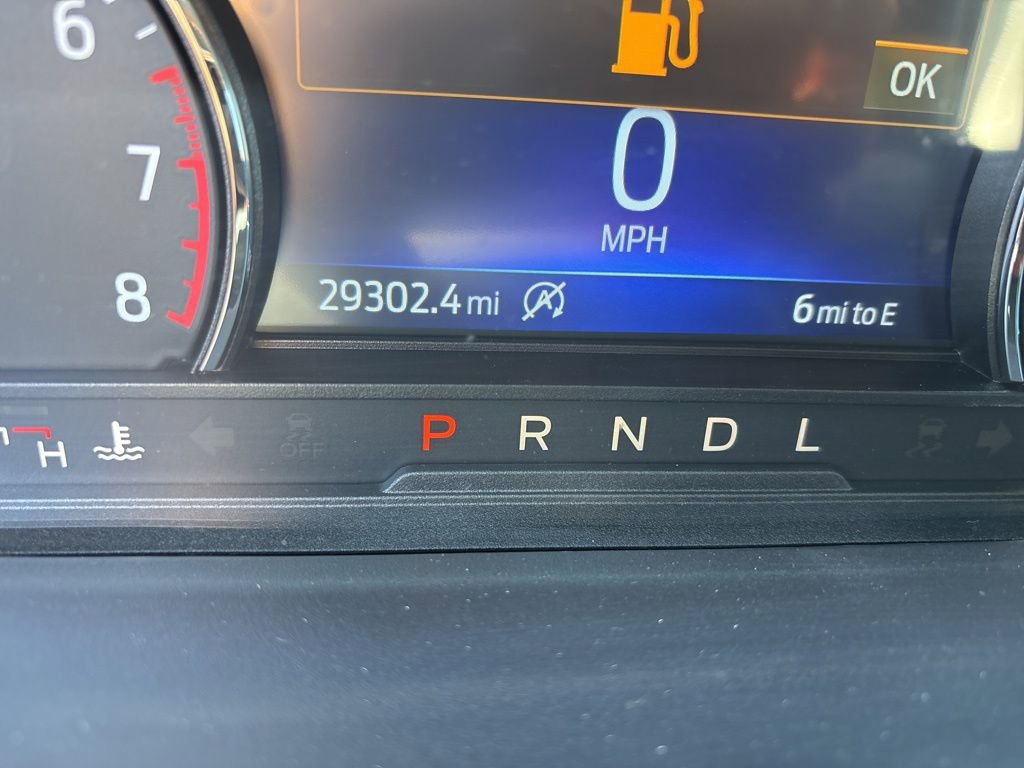 6
OK
0
7
MPH
8
29302.4 mi
6 mi to E
H
OFF
P R N D L